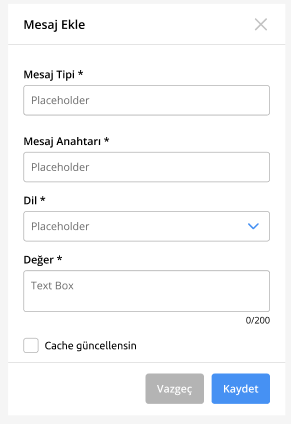 Mesaj Ekle
Mesaj Tipi *
Placeholder
Mesaj Anahtarı *
Placeholder
Dil *
Placeholder
Değer *
Text Box
0/200
Cache güncellensin
Vazgeç Kaydet